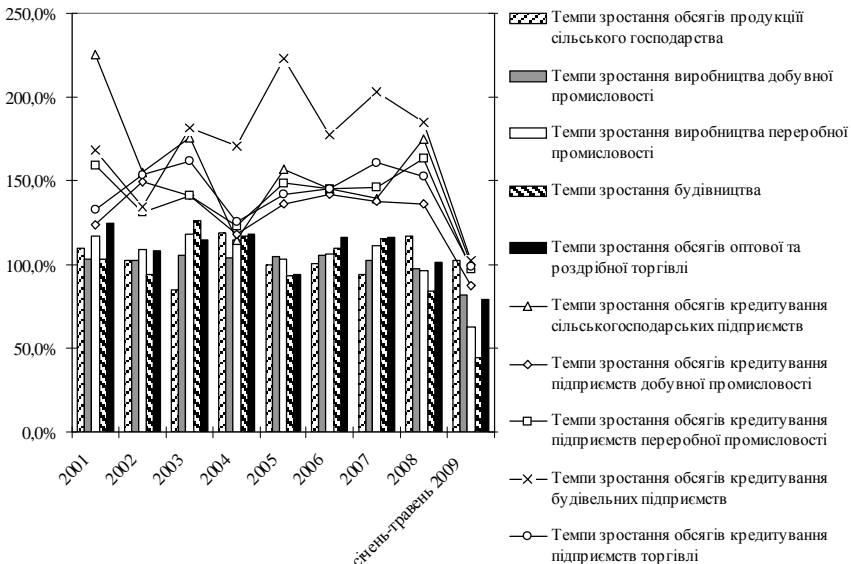 250,0%
200,0%
150,0%
100,0%
50,0%
0,0%
2001
2002
2003
2004
2005
2006
2007
2008
січень-травень 2009
Темпи зростання обсягів продукціїї
сільського господарства
Темпи зростання виробництва добувної
промисловості
Темпи зростання виробництва переробної
промисловості
Темпи зростання будівництва
Темпи зростання обсягів оптової та
роздрібної торгівлі
Темпи зростання обсягів кредитування
сільськогосподарських підприємств
Темпи зростання обсягів кредитування
підприємств добувної промисловості
Темпи зростання обсягів кредитування
підприємств переробної промисловості
Темпи зростання обсягів кредитування
будівельних підприємств
Темпи зростання обсягів кредитування
підприємств торгівлі